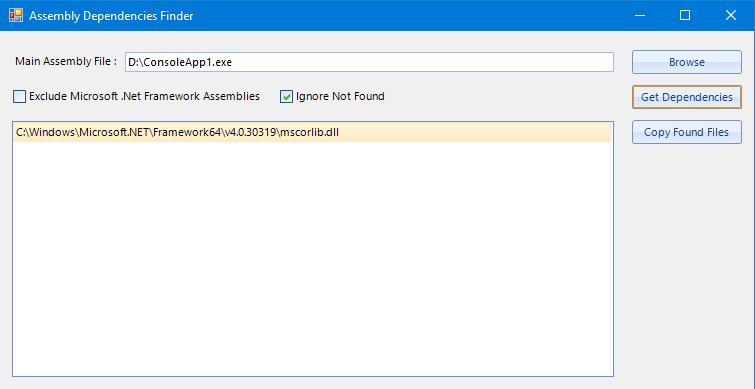 Assembly Dependencies Finder
Main Assembly File :
D:\ConsoleApp1.exe
Browse
Exclude Microsoft .Net Framework Assemblies
Ignore Not Found
Get Dependencies
C:\Windows\Microsoft.NET\Framework64\v4.0.30319\mscorlib.dll
Copy Found Files